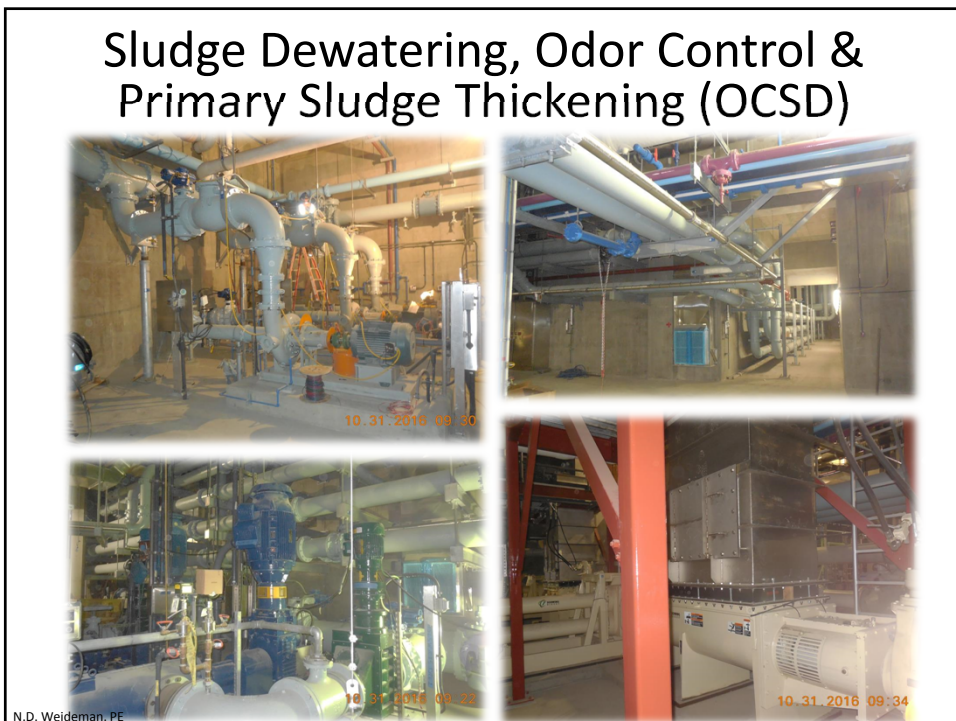 Sludge Dewatering, Odor Control &
Primary Sludge Thickening (OCSD)
10.31.2016 09:30
10.31.2016 09:22
10.31.2016 09:34
N.D. Weideman, PE